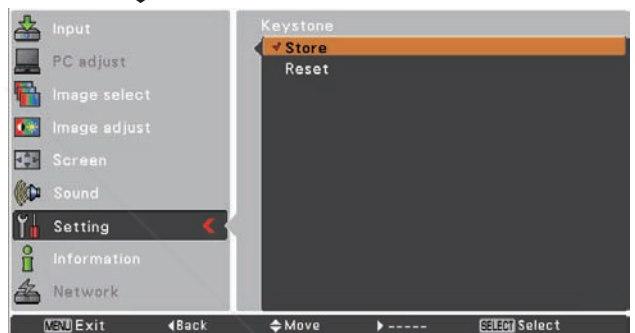 Input
PC adjust
Image select
Image adjust
Screen
Sound
Setting
Information
Network
Keystone
Store
Reset
MENU Exit Back Move ----- SELECT Select